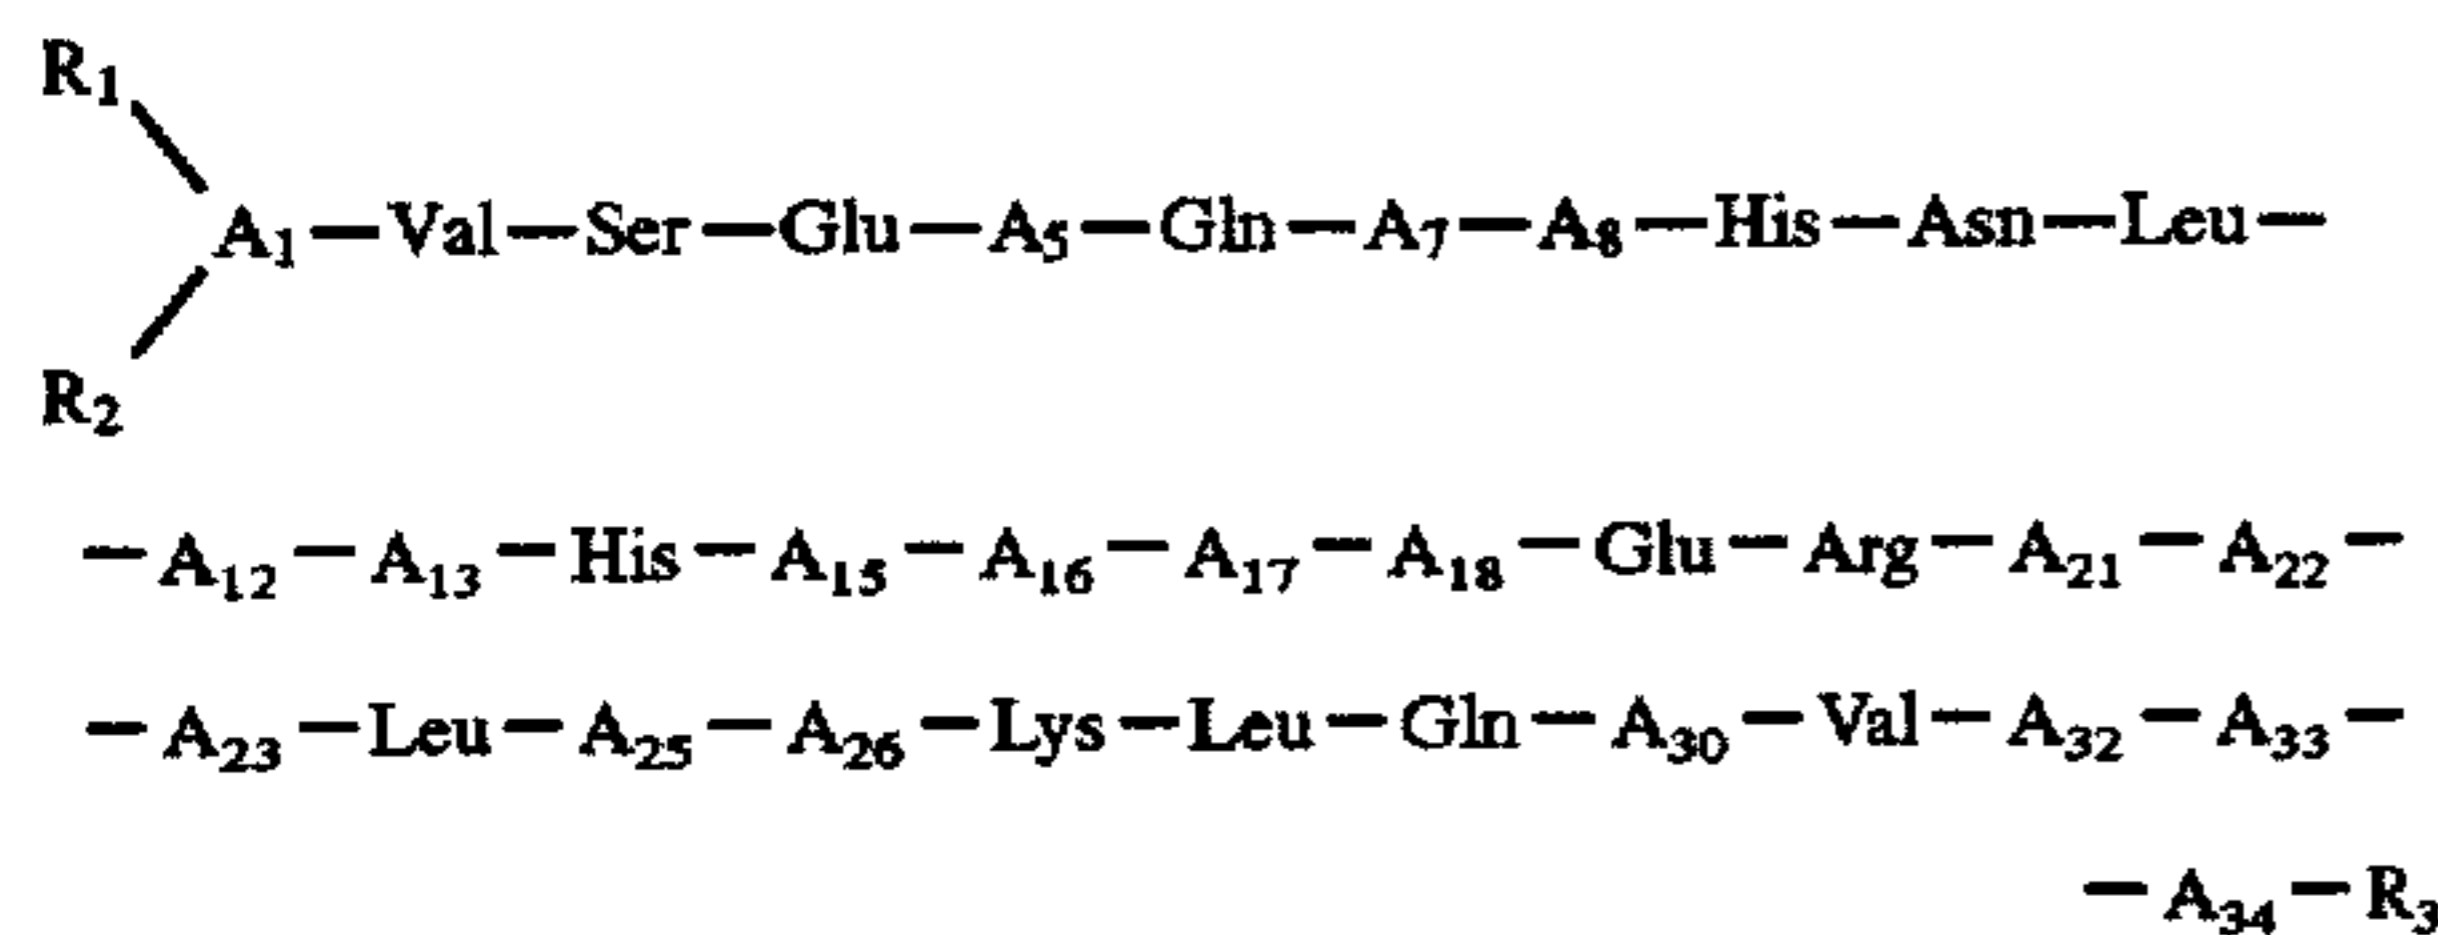 R1
A1—Val—Ser—Glu—A5—Gln—A7—A8—His—Asn—Leu—
R2
—A12—A13—His—A15—A16—A17—A18—Glu—Arg—A21—A22—
—A23—Leu—A25—A26—Lys—Leu—Gln—A30—Val—A32—A33—
—A34—R3